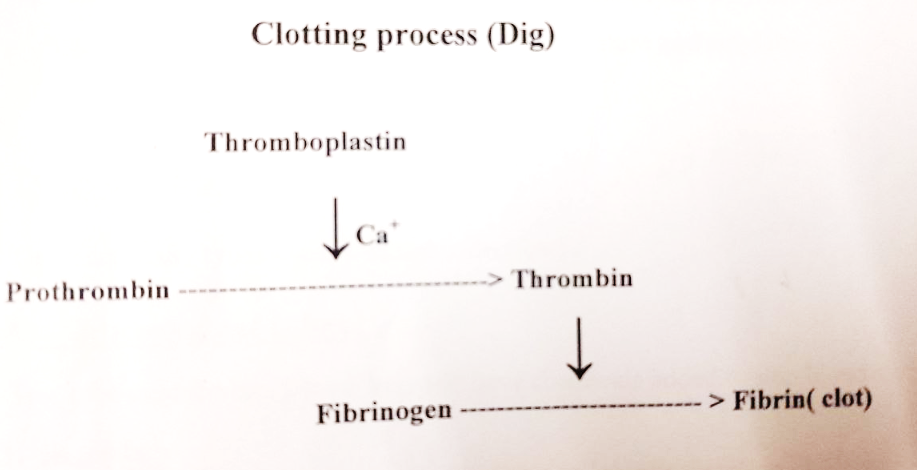 Clotting process (Dig)
Thromboplastin
Ca⁺
Prothrombin --------------------------------> Thrombin
Fibrinogen -------------------------- > Fibrin( clot)